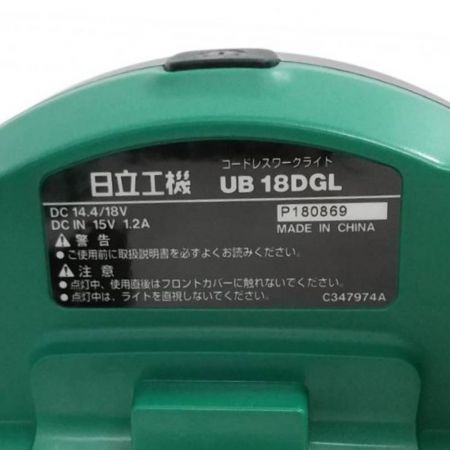 コードレスワークライト
日立工機 UB 18DGL
DC 14.4/18V
DC IN 15V 1.2A
P180869
MADE IN CHINA
⚠警告
●ご使用前に取扱説明書を必ずよくお読みください。
⚠注意
●点灯中、使用直後はフロントカバーに触れないでください。
●点灯中は、ライトを直視しないでください。
C347974A